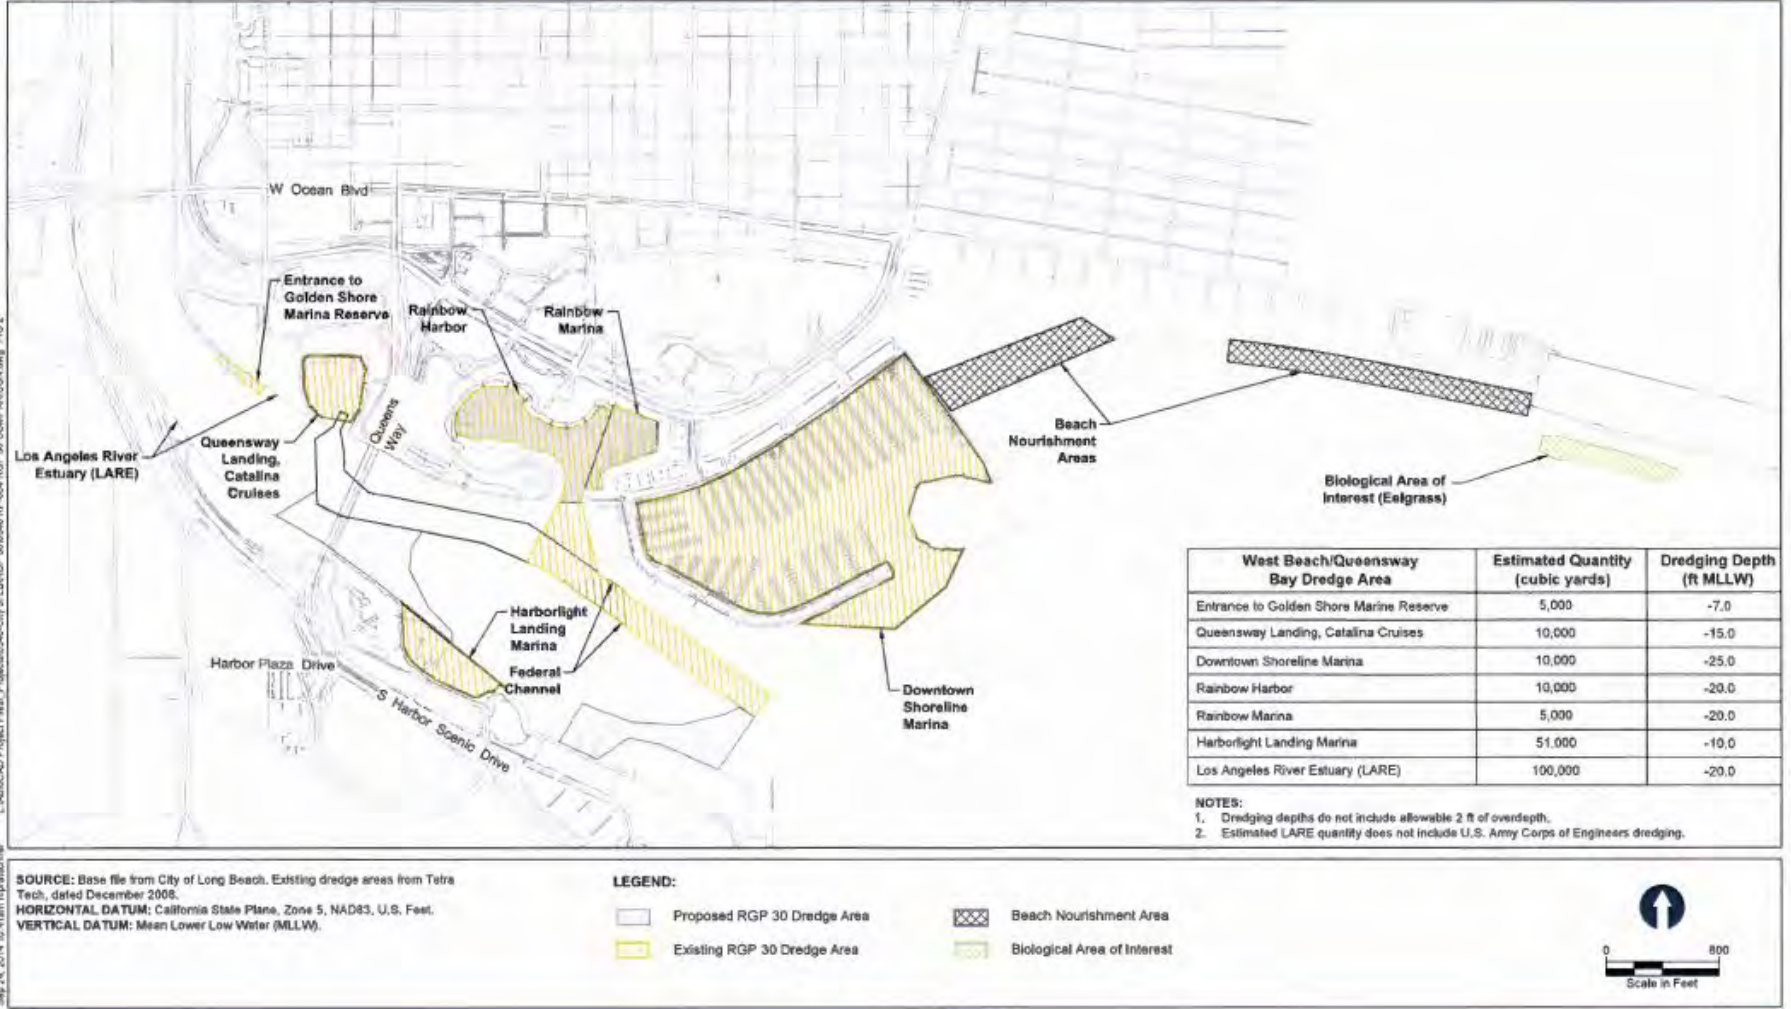 W Ocean Blvd
Entrance to
Golden Shore
Marina Reserve
Rainbow
Harbor
Rainbow
Marina
Queens
Way
Los Angeles River
Estuary (LARE)
Queensway
Landing,
Catalina
Cruises
Beach
Nourishment
Areas
Biological Area of
Interest (Eelgrass)
Harborlight
Landing
Marina
Federal
Channel
Harbor Plaza Drive
S Harbor Scenic Drive
Downtown
Shoreline
Marina
West Beach/Queensway Bay Dredge Area Estimated Quantity (cubic yards) Dredging Depth (ft MLLW)
Entrance to Golden Shore Marine Reserve 5,000 -7.0
Queensway Landing, Catalina Cruises 10,000 -15.0
Downtown Shoreline Marina 10,000 -25.0
Rainbow Harbor 10,000 -20.0
Rainbow Marina 5,000 -20.0
Harborlight Landing Marina 51,000 -10.0
Los Angeles River Estuary (LARE) 100,000 -20.0
NOTES:
1. Dredging depths do not include allowable 2 ft of overdepth.
2. Estimated LARE quantity does not include U.S. Army Corps of Engineers dredging.
SOURCE: Base file from City of Long Beach. Existing dredge areas from Tetra
Tech, dated December 2008.
HORIZONTAL DATUM: California State Plane, Zone 5, NAD83, U.S. Feet.
VERTICAL DATUM: Mean Lower Low Water (MLLW).
LEGEND:
Proposed RGP 30 Dredge Area
Existing RGP 30 Dredge Area
Beach Nourishment Area
Biological Area of Interest
0 800
Scale in Feet